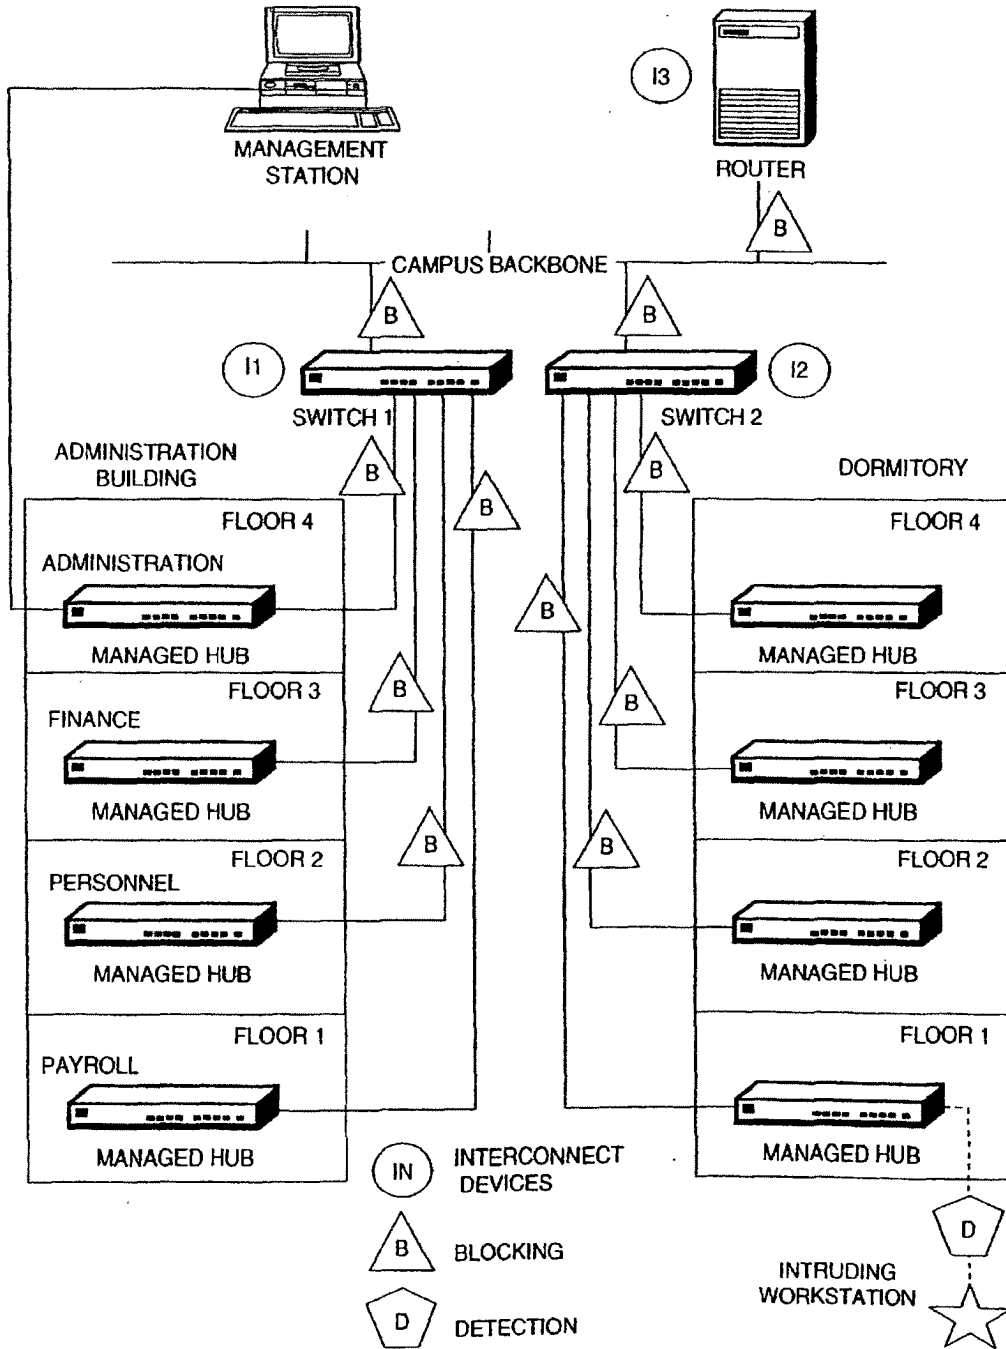 I3
MANAGEMENT
STATION
ROUTER
B
CAMPUS BACKBONE
B
B
I1
I2
SWITCH 1
SWITCH 2
ADMINISTRATION
BUILDING
B
B
DORMITORY
B
FLOOR 4
FLOOR 4
ADMINISTRATION
B
MANAGED HUB
MANAGED HUB
FLOOR 3
FLOOR 3
B
B
FINANCE
MANAGED HUB
MANAGED HUB
B
B
FLOOR 2
FLOOR 2
PERSONNEL
MANAGED HUB
MANAGED HUB
FLOOR 1
FLOOR 1
PAYROLL
MANAGED HUB
MANAGED HUB
IN
INTERCONNECT
DEVICES
B
BLOCKING
D
DETECTION
D
INTRUDING
WORKSTATION